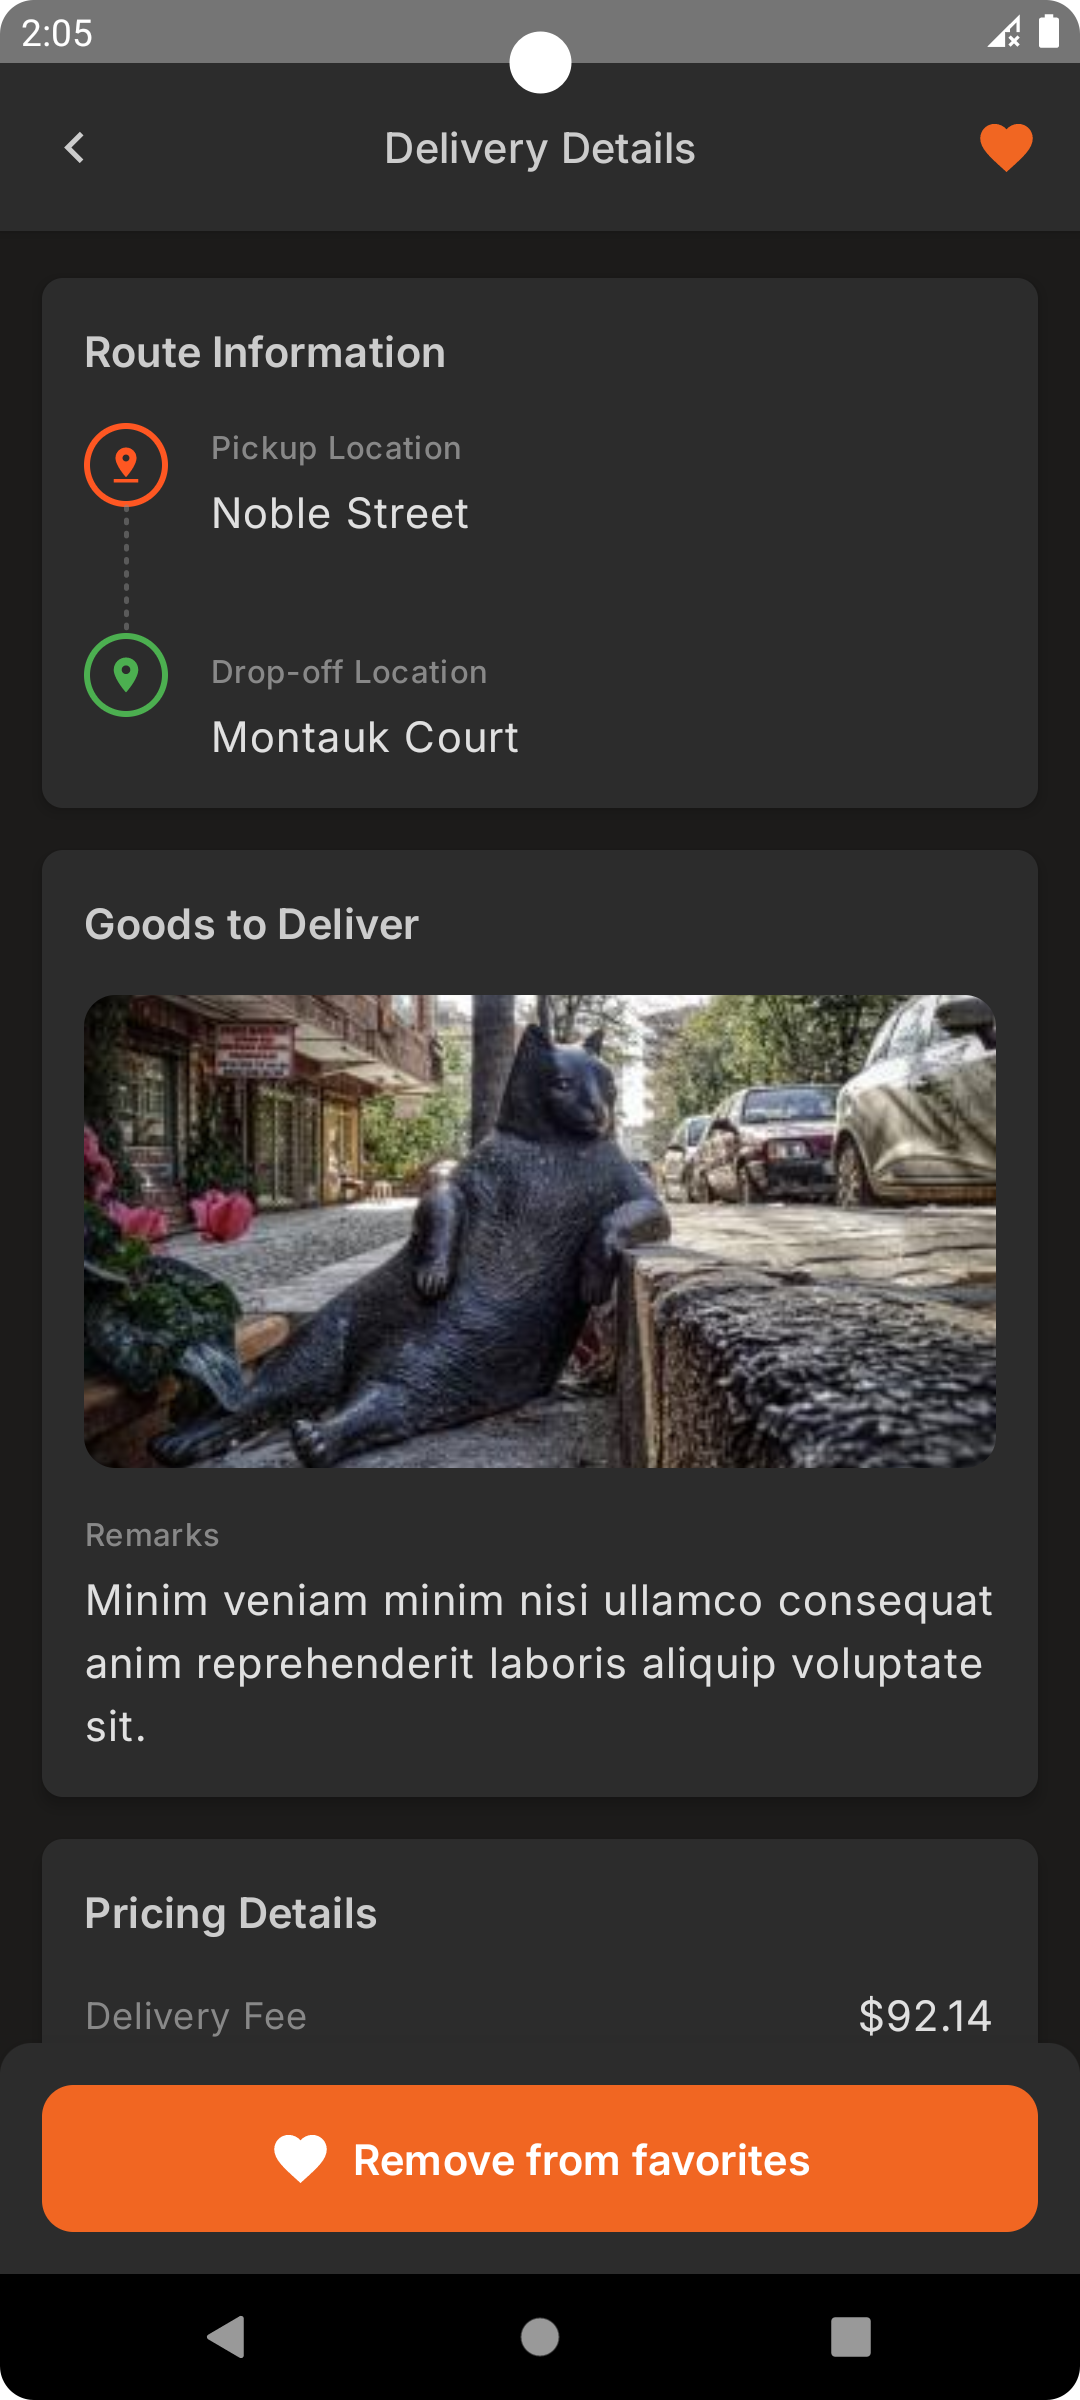 2:05
Delivery Details
Route Information
Pickup Location
Noble Street
Drop-off Location
Montauk Court
Goods to Deliver
Remarks
Minim veniam minim nisi ullamco consequat
anim reprehenderit laboris aliquip voluptate
sit.
Pricing Details
Delivery Fee
$92.14
Remove from favorites